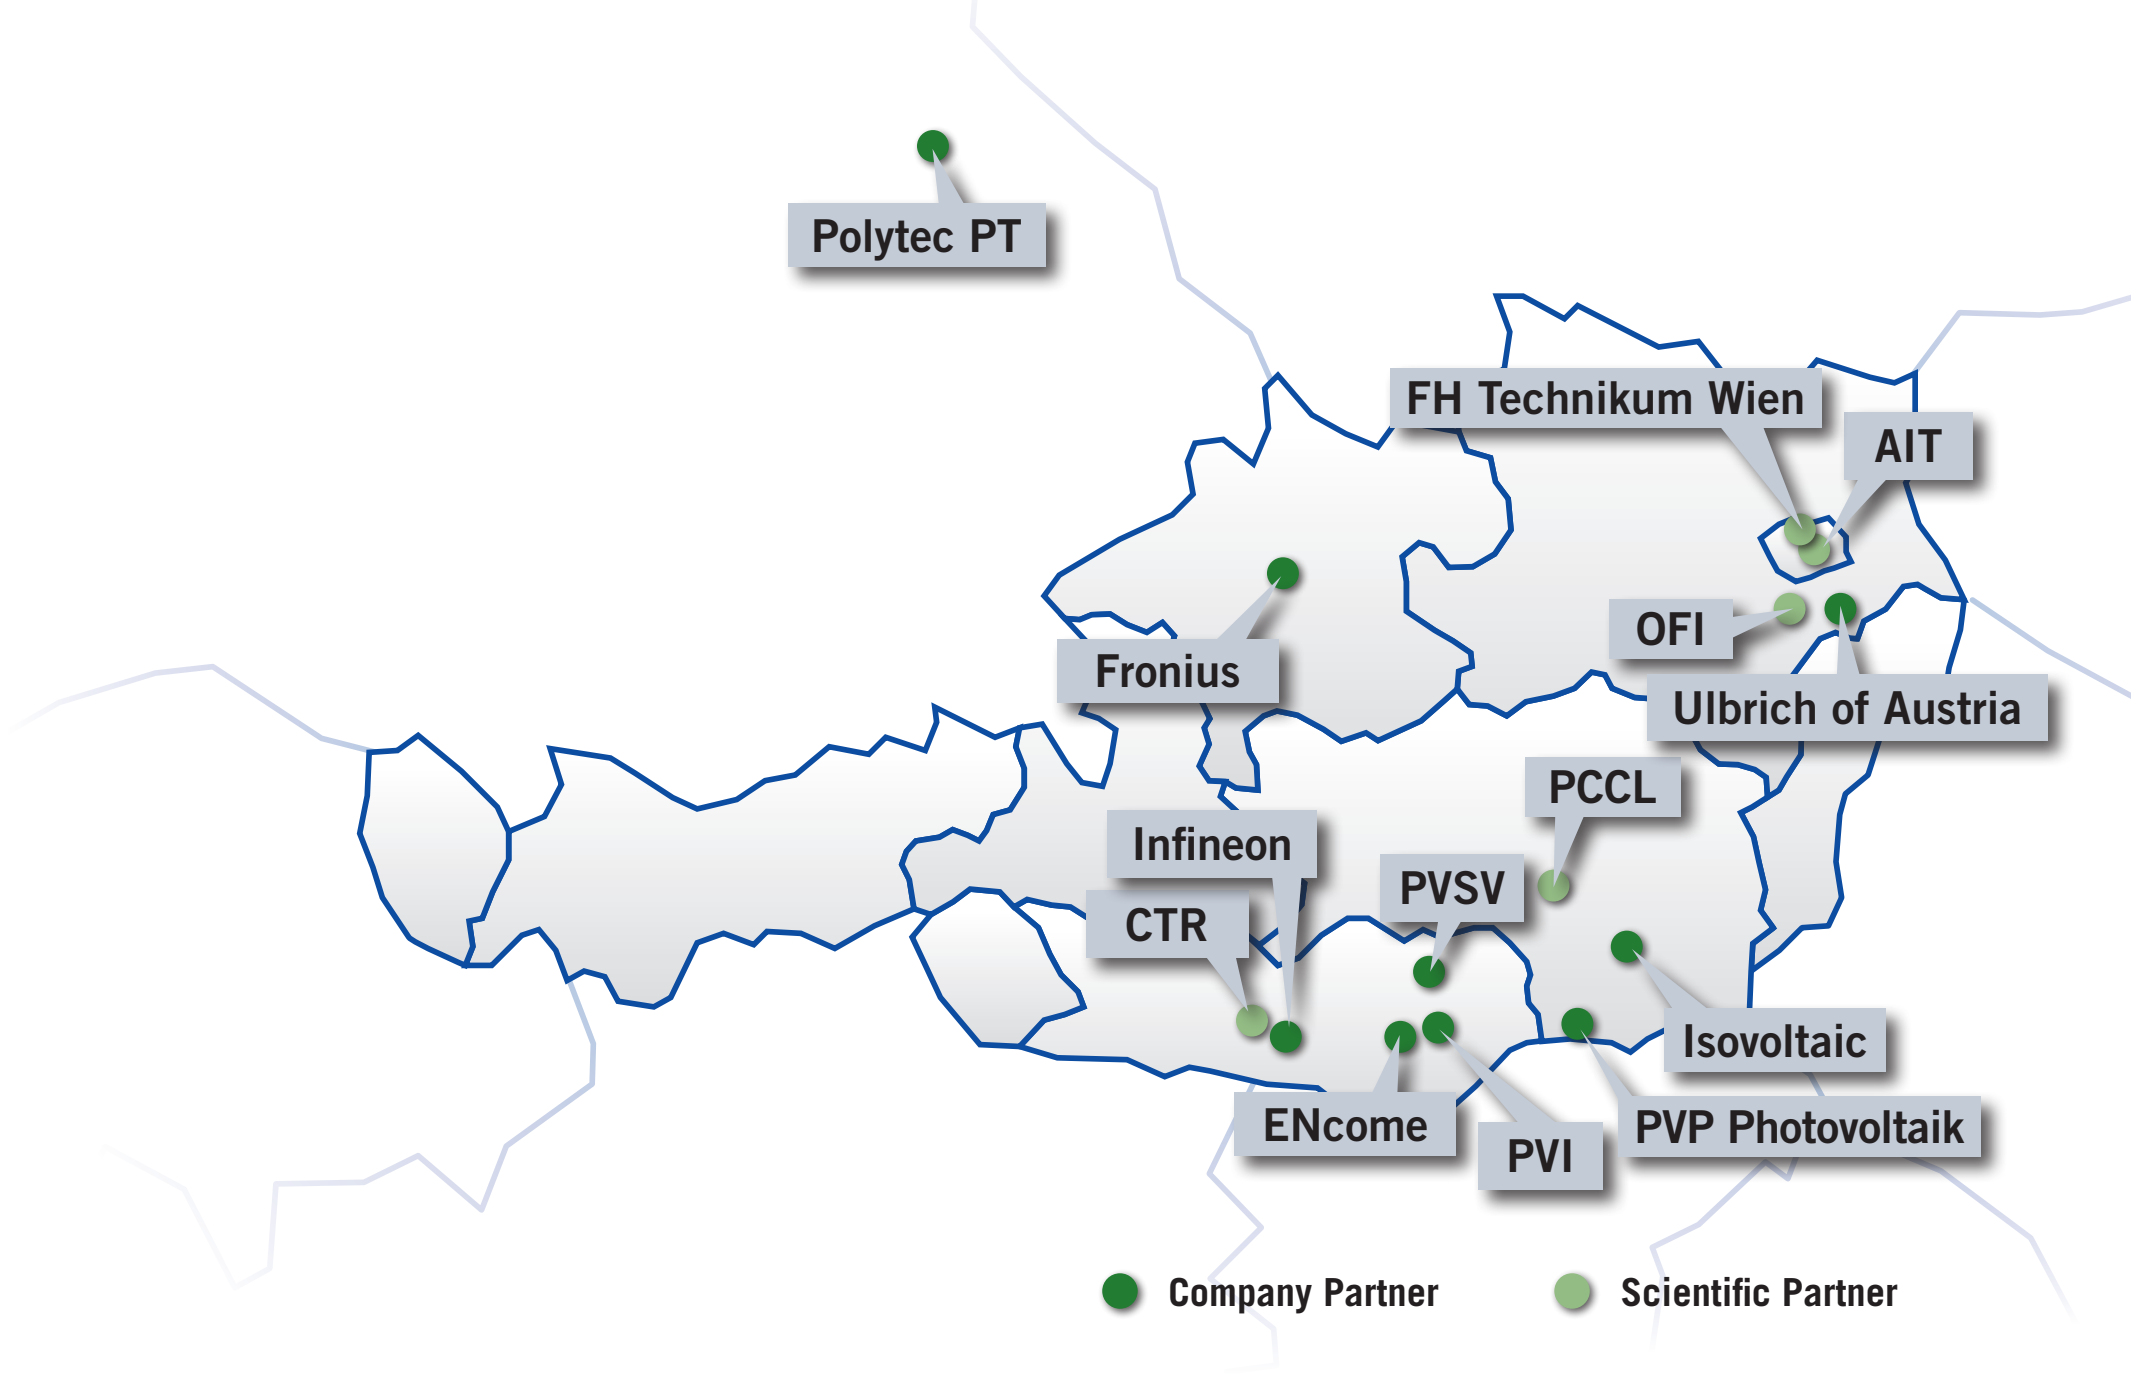 Polytec PT
FH Technikum Wien
AIT
OFI
Fronius
Ulbrich of Austria
PCCL
Infineon
PVSV
CTR
Isovoltaic
ENcome
PVI
PVP Photovoltaik
Company Partner
Scientific Partner